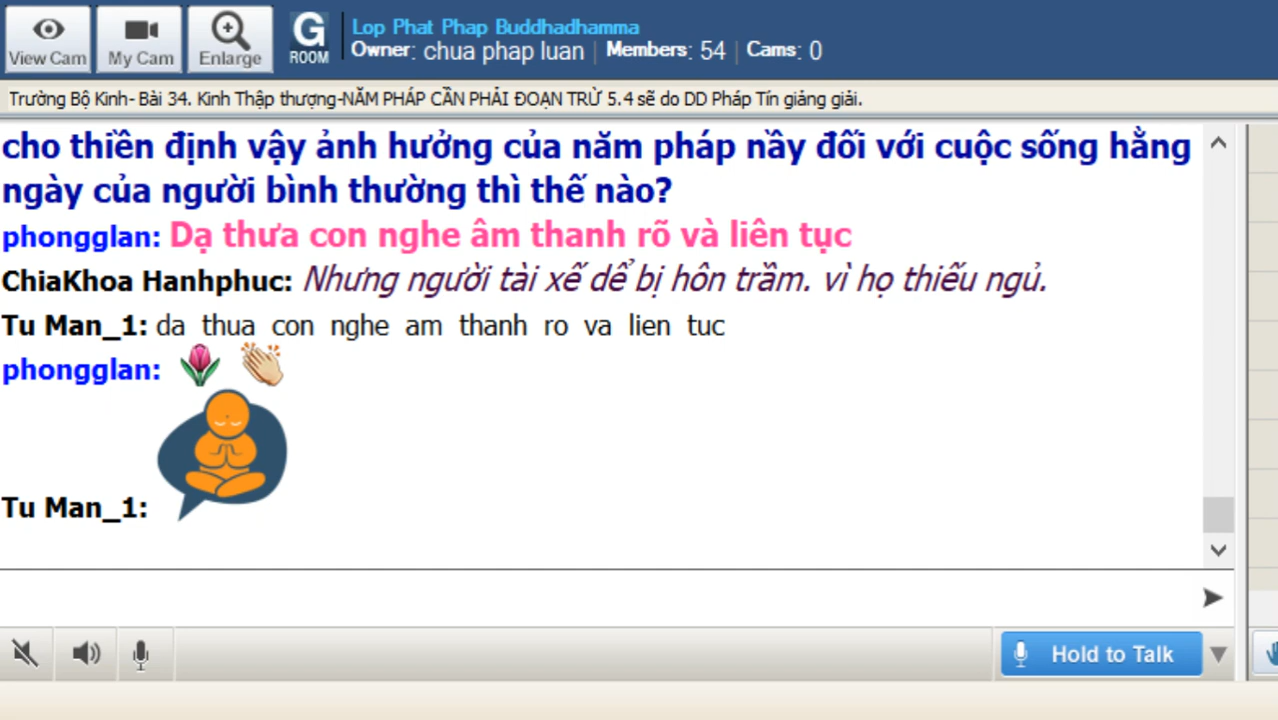 Lop Phat Phap Buddhadhamma
View Cam My Cam Enlarge G ROOM Owner: chua phap luan | Members: 54 | Cams: 0
Trường Bộ Kinh- Bài 34. Kinh Thập thượng-NĂM PHÁP CẦN PHẢI ĐOẠN TRỪ 5.4 sẽ do DD Pháp Tín giảng giải.
cho thiền định vậy ảnh hưởng của năm pháp nầy đối với cuộc sống hằng
ngày của người bình thường thì thế nào?
phongglan: Dạ thưa con nghe âm thanh rõ và liên tục
ChiaKhoa Hanhphuc: Nhưng người tài xế dể bị hôn trầm. vì họ thiếu ngủ.
Tu Man_1: da thua con nghe am thanh ro va lien tuc
phongglan:
Tu Man_1:
Hold to Talk